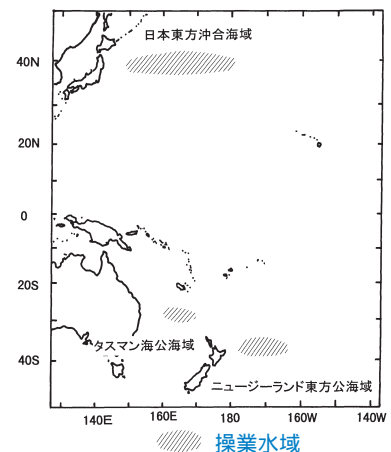 日本東方沖合海域
40N
20N
0
20S
タスマン海公海域
40S
ニュージーランド東方公海域
140E
160E
180
160W
140W
操業水域